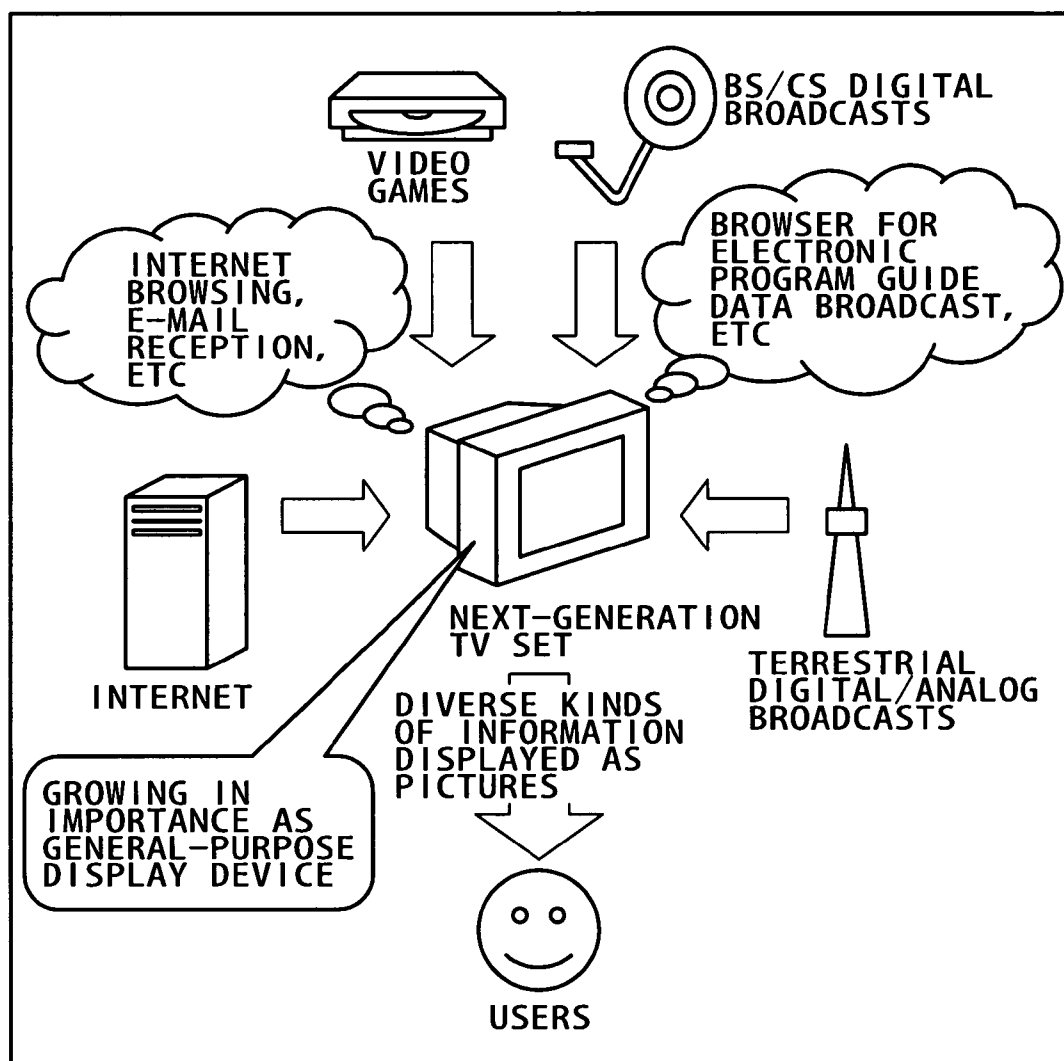 VIDEO
GAMES
BS/CS DIGITAL
BROADCASTS
INTERNET
BROWSING,
E-MAIL
RECEPTION,
ETC
BROWSER FOR
ELECTRONIC
PROGRAM GUIDE
DATA BROADCAST,
ETC
INTERNET
NEXT-GENERATION
TV SET
TERRESTRIAL
DIGITAL/ANALOG
BROADCASTS
DIVERSE KINDS
OF INFORMATION
DISPLAYED AS
PICTURES
GROWING IN
IMPORTANCE AS
GENERAL-PURPOSE
DISPLAY DEVICE
USERS